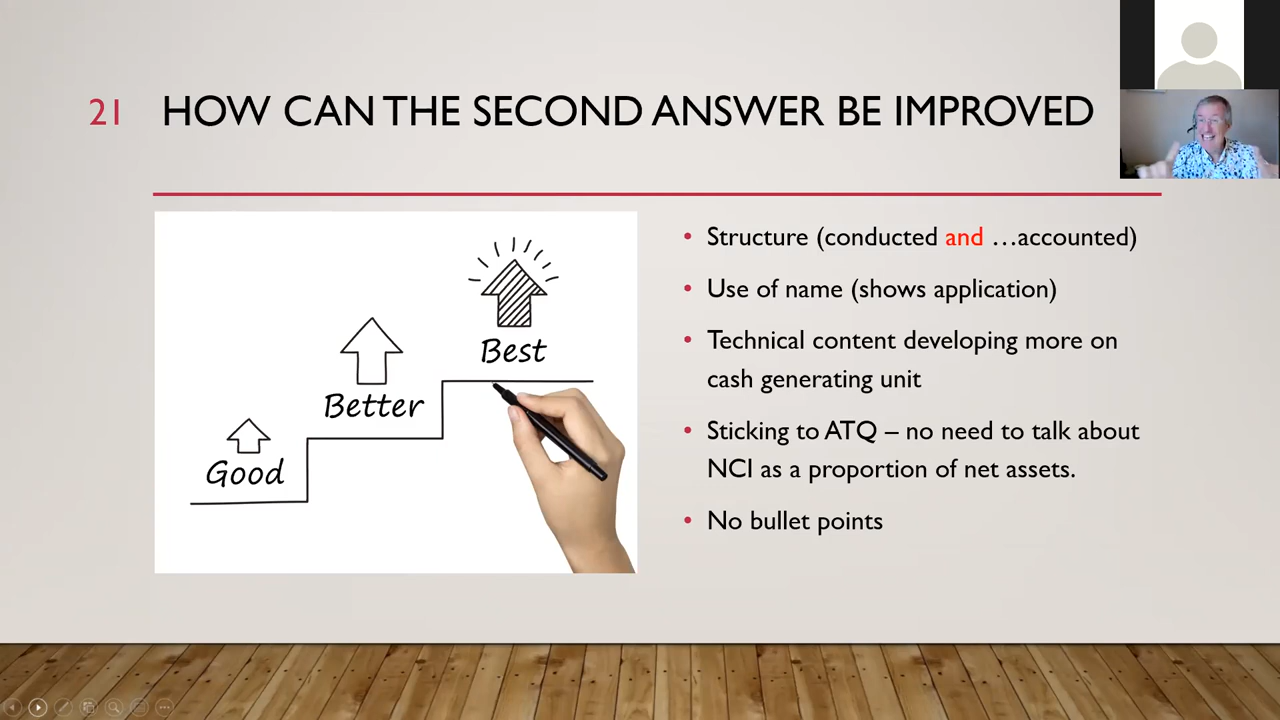 21 HOW CAN THE SECOND ANSWER BE IMPROVED
Good
Better
Best
• Structure (conducted and …accounted)
• Use of name (shows application)
• Technical content developing more on
cash generating unit
• Sticking to ATQ – no need to talk about
NCI as a proportion of net assets.
• No bullet points